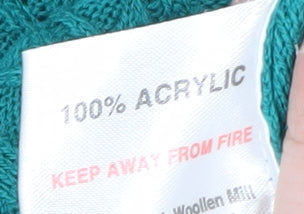 100% ACRYLIC
KEEP AWAY FROM FIRE
Woollen Mill